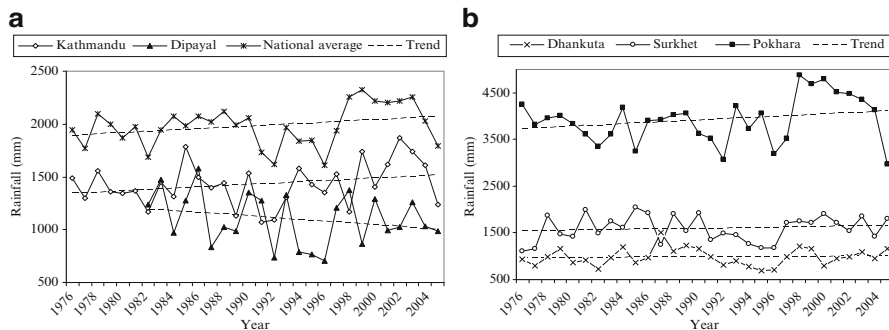 a
Kathmandu Dipayal National average Trend
2500
2000
1500
1000
500
Rainfall (mm)
1976 1978 1980 1982 1984 1986 1988 1990 1992 1994 1996 1998 2000 2002 2004
Year
b
Dhankuta Surkhet Pokhara Trend
4500
3500
2500
1500
500
Rainfall (mm)
1976 1978 1980 1982 1984 1986 1988 1990 1992 1994 1996 1998 2000 2002 2004
Year